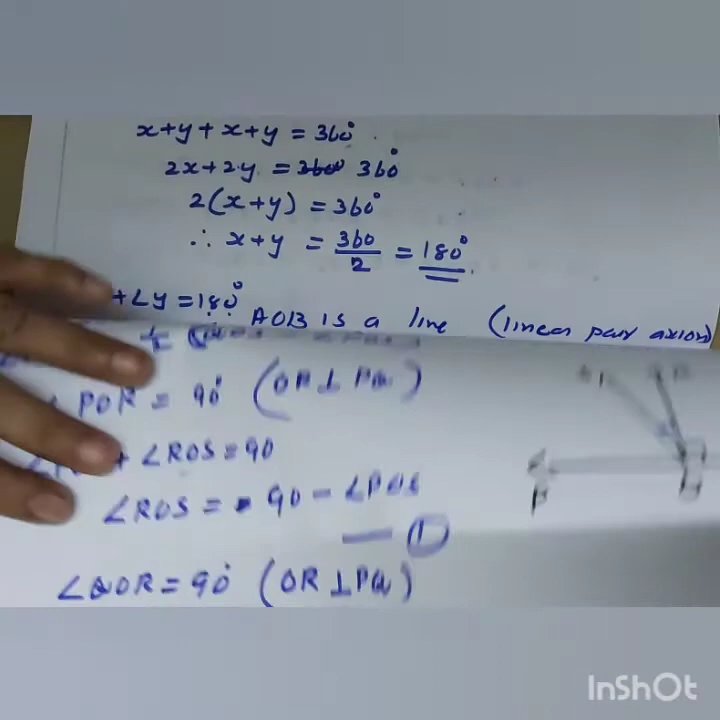 x+y+x+y = 360°
2x+2y = 360°
2(x+y) = 360°
∴ x+y = 360/2 = 180°
+∠y = 180° ∴ AOB is a line (linear pair axiom)
∠POR = 90° (OR ⊥ PQ)
+ ∠ROS = 90
∠ROS = 90 - ∠POS
— ①
∠QOR = 90° (OR ⊥ PQ)
P
InShOt